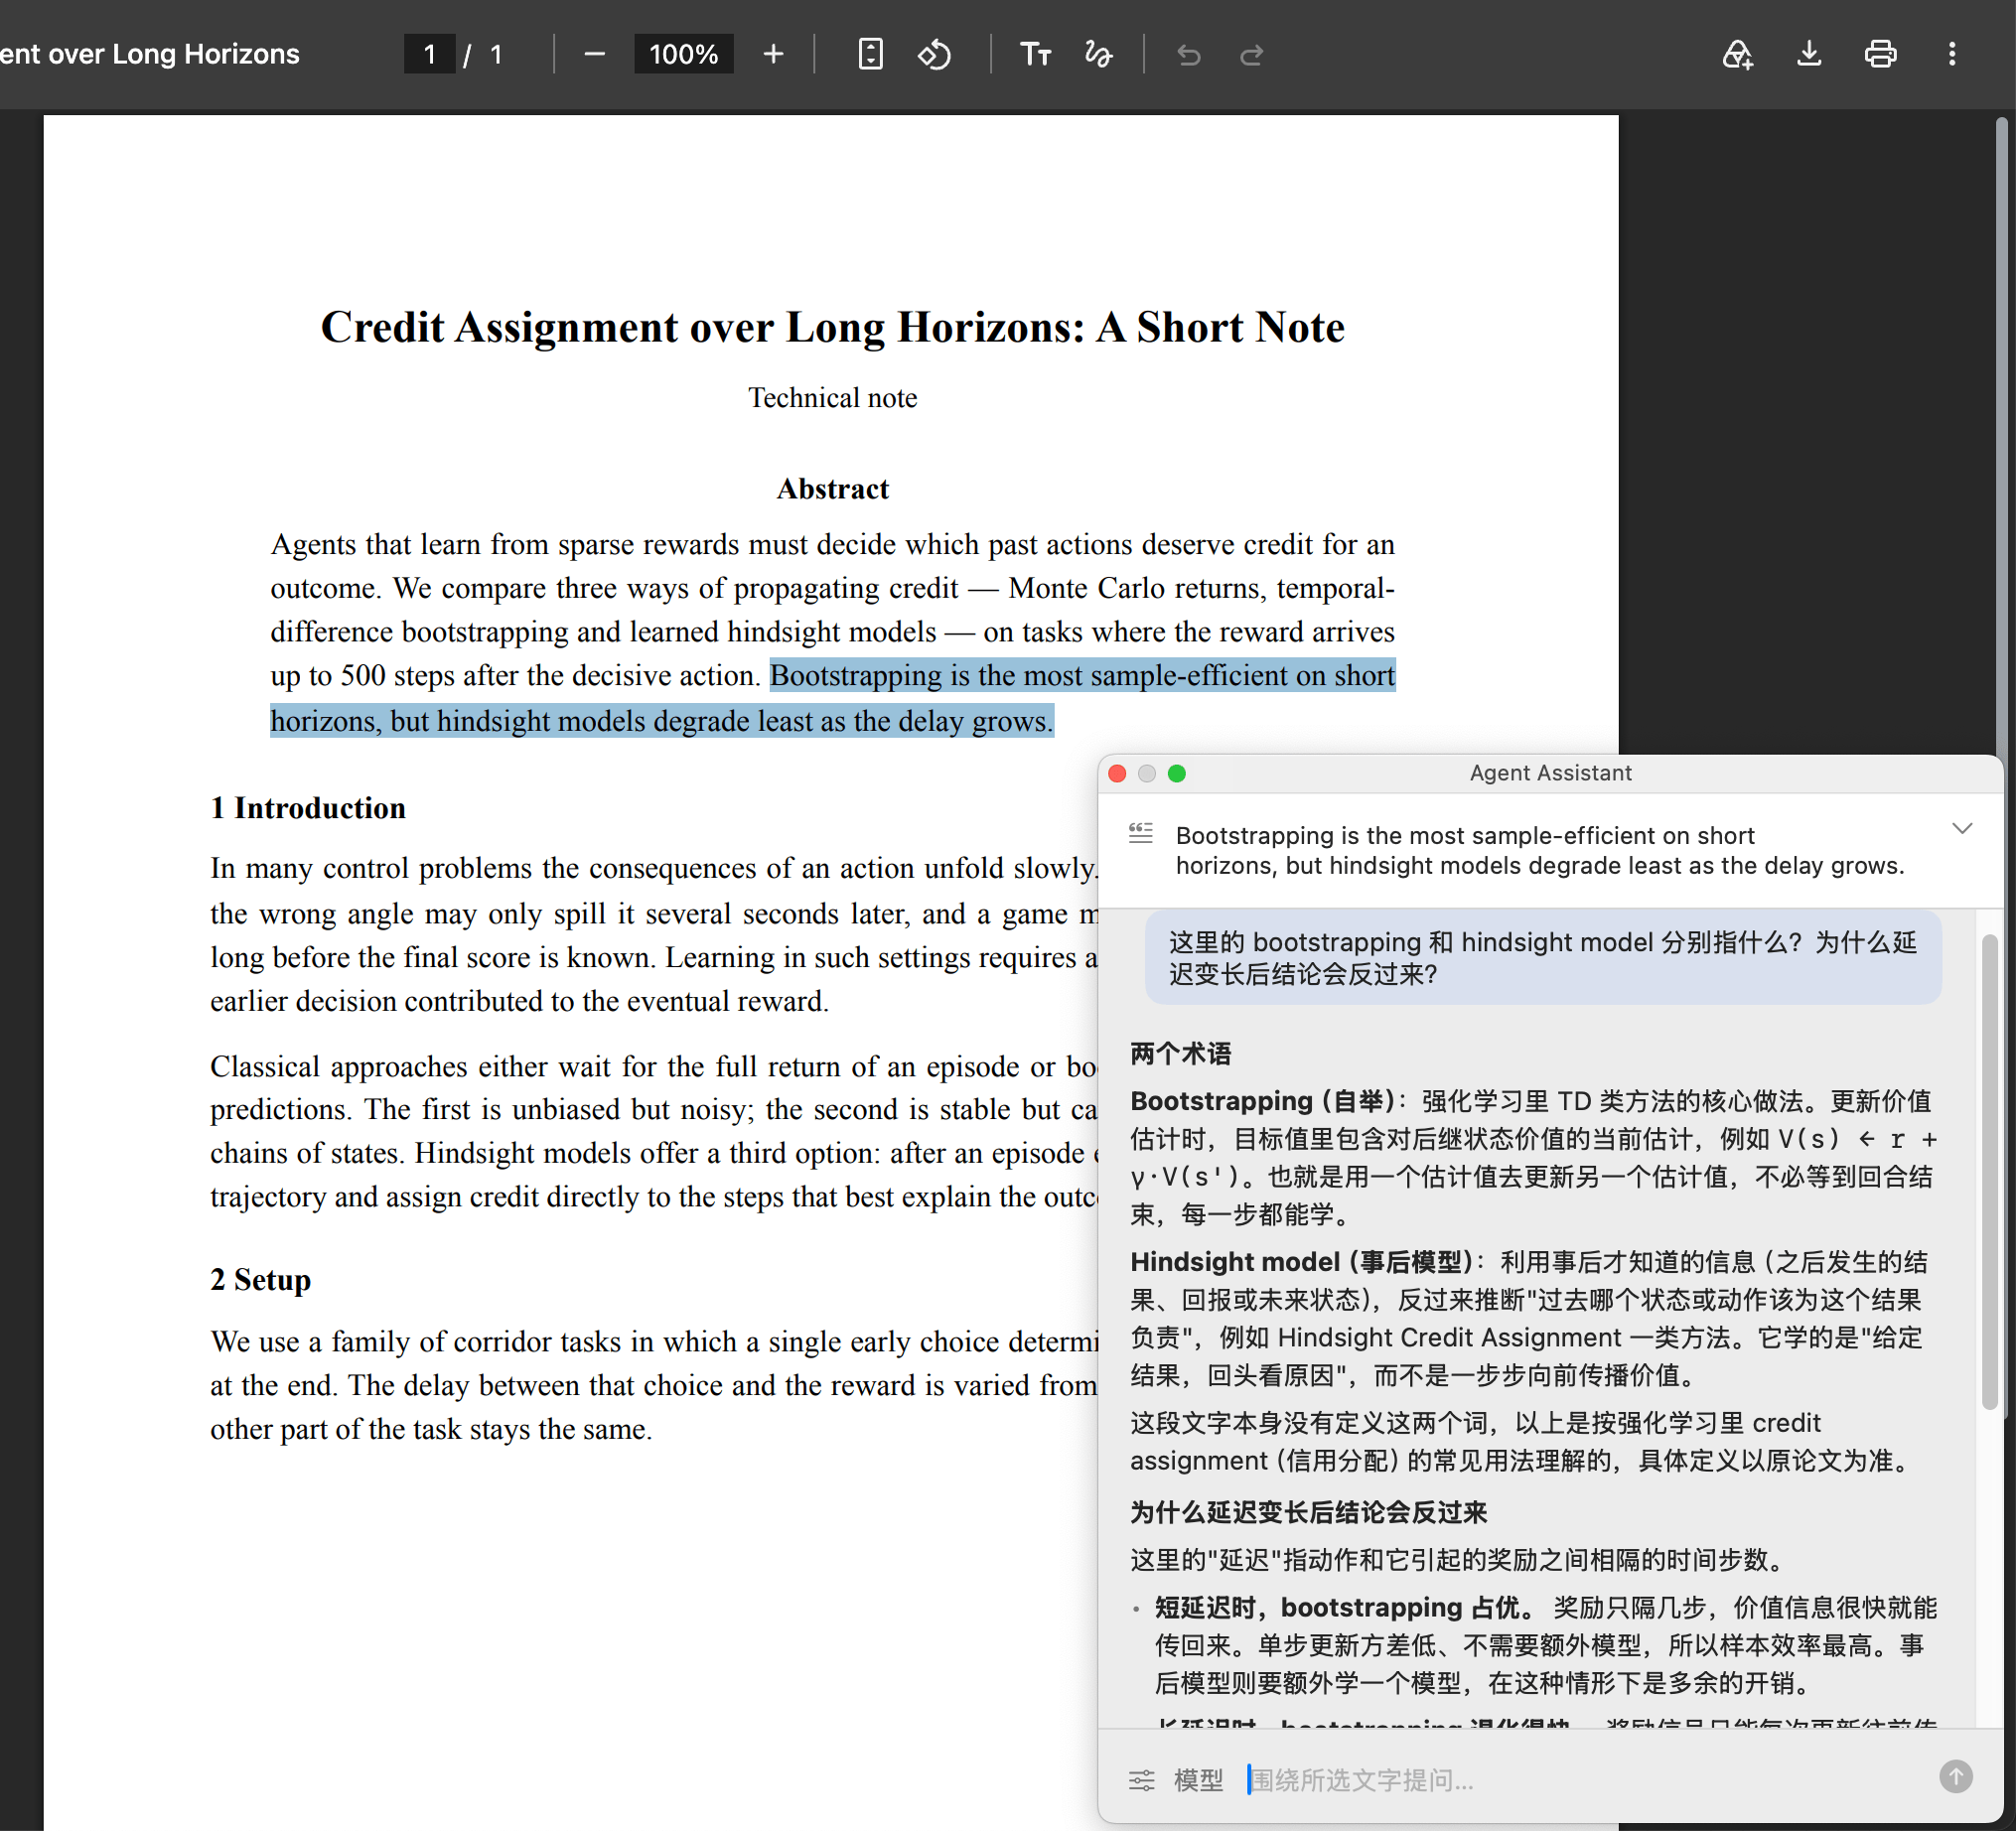 ent over Long Horizons
1 / 1
100%
Credit Assignment over Long Horizons: A Short Note
Technical note
Abstract
Agents that learn from sparse rewards must decide which past actions deserve credit for an
outcome. We compare three ways of propagating credit — Monte Carlo returns, temporal-
difference bootstrapping and learned hindsight models — on tasks where the reward arrives
up to 500 steps after the decisive action. Bootstrapping is the most sample-efficient on short
horizons, but hindsight models degrade least as the delay grows.
1 Introduction
In many control problems the consequences of an action unfold slowly.
the wrong angle may only spill it several seconds later, and a game
long before the final score is known. Learning in such settings requires
earlier decision contributed to the eventual reward.
Classical approaches either wait for the full return of an episode or
predictions. The first is unbiased but noisy; the second is stable but
chains of states. Hindsight models offer a third option: after an episode
trajectory and assign credit directly to the steps that best explain the
2 Setup
We use a family of corridor tasks in which a single early choice
at the end. The delay between that choice and the reward is varied from
other part of the task stays the same.
Agent Assistant
Bootstrapping is the most sample-efficient on short
horizons, but hindsight models degrade least as the delay grows.
这里的 bootstrapping 和 hindsight model 分别指什么？为什么延
迟变长后结论会反过来？
两个术语
Bootstrapping（自举）：强化学习里 TD 类方法的核心做法。更新价值
估计时，目标值里包含对后继状态价值的当前估计，例如 V(s) ← r +
γ·V(s')。也就是用一个估计值去更新另一个估计值，不必等到回合结
束，每一步都能学。
Hindsight model（事后模型）：利用事后才知道的信息（之后发生的结
果、回报或未来状态），反过来推断"过去哪个状态或动作该为这个结果
负责"，例如 Hindsight Credit Assignment 一类方法。它学的是"给定
结果，回头看原因"，而不是一步步向前传播价值。
这段文字本身没有定义这两个词，以上是按强化学习里 credit
assignment（信用分配）的常见用法理解的，具体定义以原论文为准。
为什么延迟变长后结论会反过来
这里的"延迟"指动作和它引起的奖励之间相隔的时间步数。
• 短延迟时，bootstrapping 占优。 奖励只隔几步，价值信息很快就能
传回来。单步更新方差低、不需要额外模型，所以样本效率最高。事
后模型则要额外学一个模型，在这种情形下是多余的开销。
模型 围绕所选文字提问...